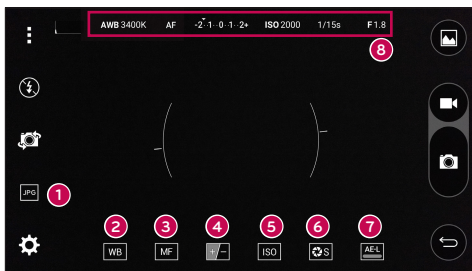 AWB 3400K AF -2··1··0··1··2+ ISO 2000 1/15s F 1.8
8
JPG 1
2 3 4 5 6 7
WB MF +/- ISO S AE-L